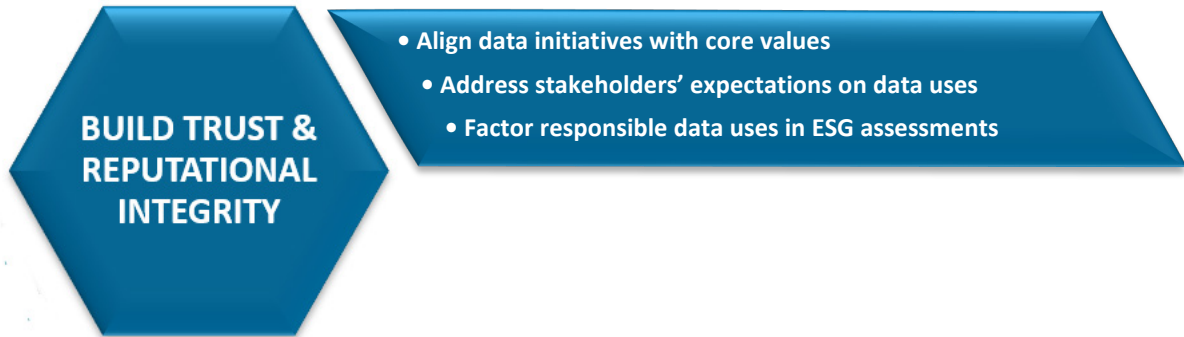 BUILD TRUST &
REPUTATIONAL
INTEGRITY
• Align data initiatives with core values
• Address stakeholders’ expectations on data uses
• Factor responsible data uses in ESG assessments